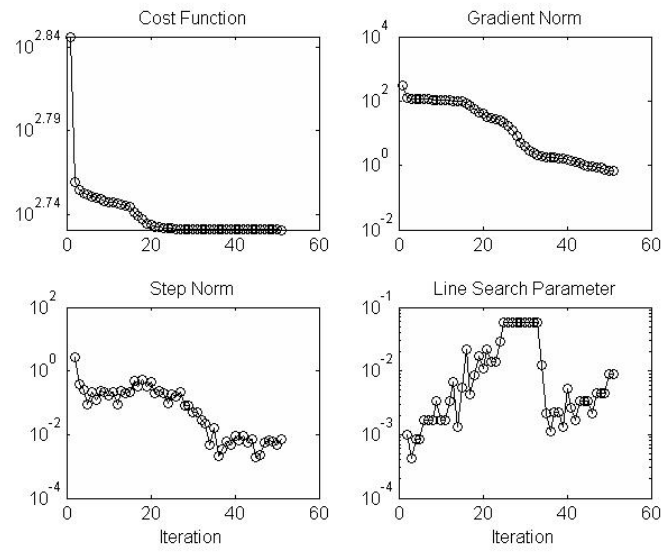 Cost Function
10^2.84
10^2.79
10^2.74
0 20 40 60
Gradient Norm
10^4
10^2
10^0
10^-2
0 20 40 60
Step Norm
10^2
10^0
10^-2
10^-4
0 20 40 60
Iteration
Line Search Parameter
10^-1
10^-2
10^-3
10^-4
0 20 40 60
Iteration